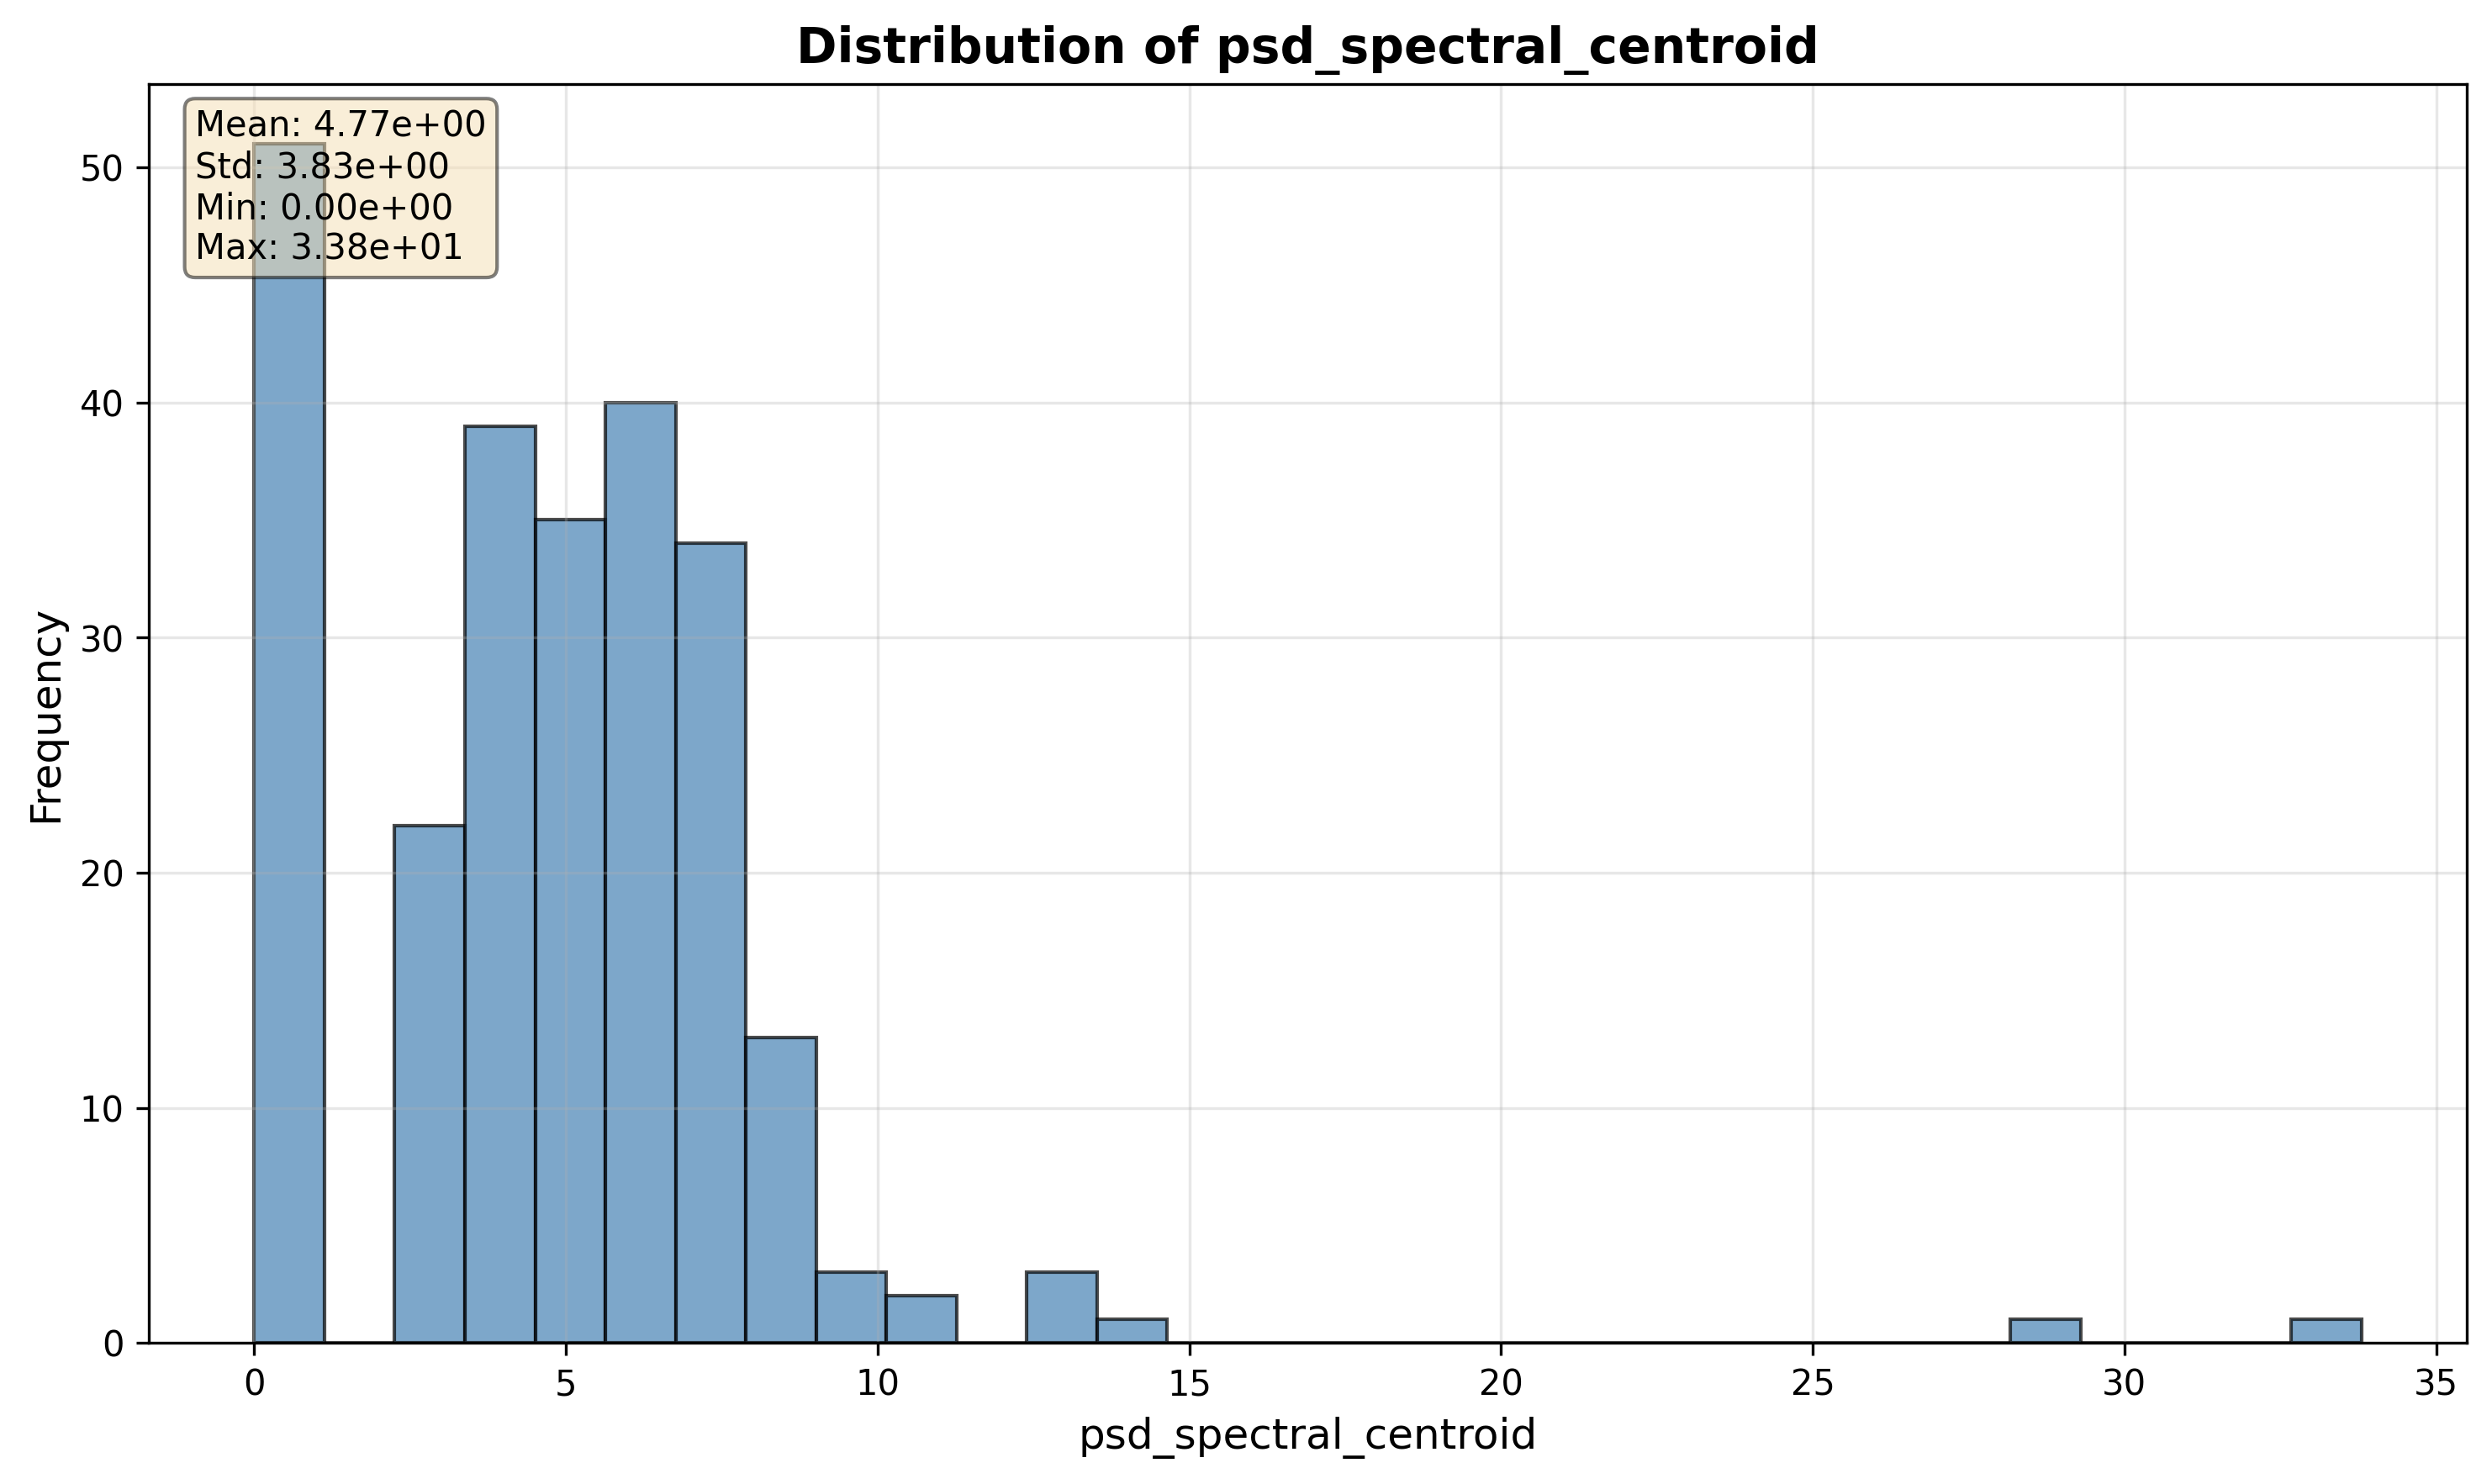 Distribution of psd_spectral_centroid
Mean: 4.77e+00
Std: 3.83e+00
Min: 0.00e+00
Max: 3.38e+01
50
40
30
20
10
0
Frequency
0 5 10 15 20 25 30 35
psd_spectral_centroid